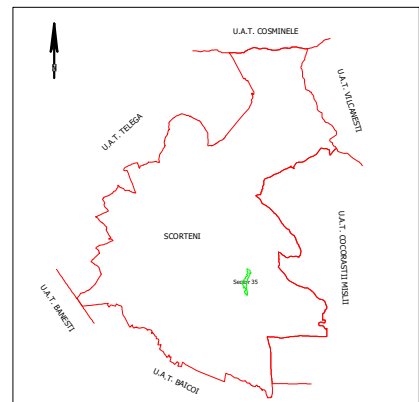 U.A.T. COSMINELE
N
U.A.T. VILCANESTI
U.A.T. TELEGA
SCORTENI
U.A.T. COCORASTII MISLII
Sector 35
U.A.T. BANESTI
U.A.T. BAICOI